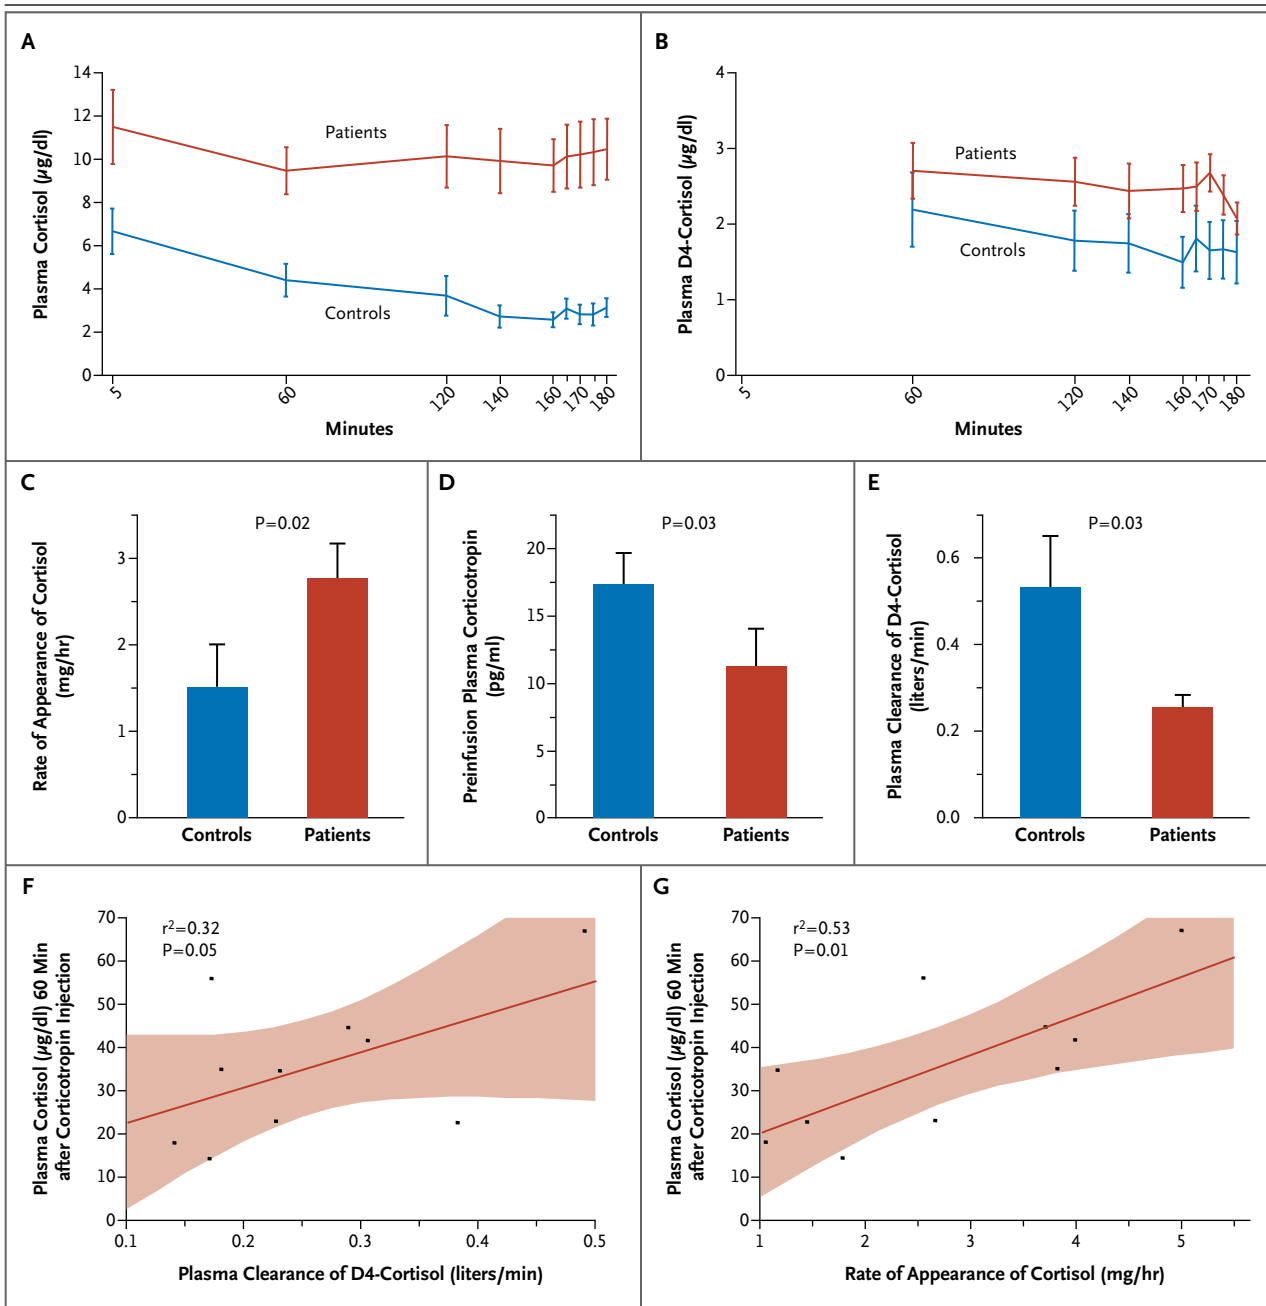 A
Plasma Cortisol (µg/dl)
14
12
10
8
6
4
2
0
Patients
Controls
5
60
120
140
160
170
180
Minutes
B
Plasma D4-Cortisol (µg/dl)
4
3
2
1
0
Patients
Controls
5
60
120
140
160
170
180
Minutes
C
Rate of Appearance of Cortisol
(mg/hr)
3
2
1
0
P=0.02
Controls
Patients
D
Preinfusion Plasma Corticotropin
(pg/ml)
20
15
10
5
0
P=0.03
Controls
Patients
E
Plasma Clearance of D4-Cortisol
(liters/min)
0.6
0.4
0.2
0.0
P=0.03
Controls
Patients
F
Plasma Cortisol (µg/dl) 60 Min
after Corticotropin Injection
70
60
50
40
30
20
10
0
r²=0.32
P=0.05
0.1
0.2
0.3
0.4
0.5
Plasma Clearance of D4-Cortisol (liters/min)
G
Plasma Cortisol (µg/dl) 60 Min
after Corticotropin Injection
70
60
50
40
30
20
10
0
r²=0.53
P=0.01
1
2
3
4
5
Rate of Appearance of Cortisol (mg/hr)